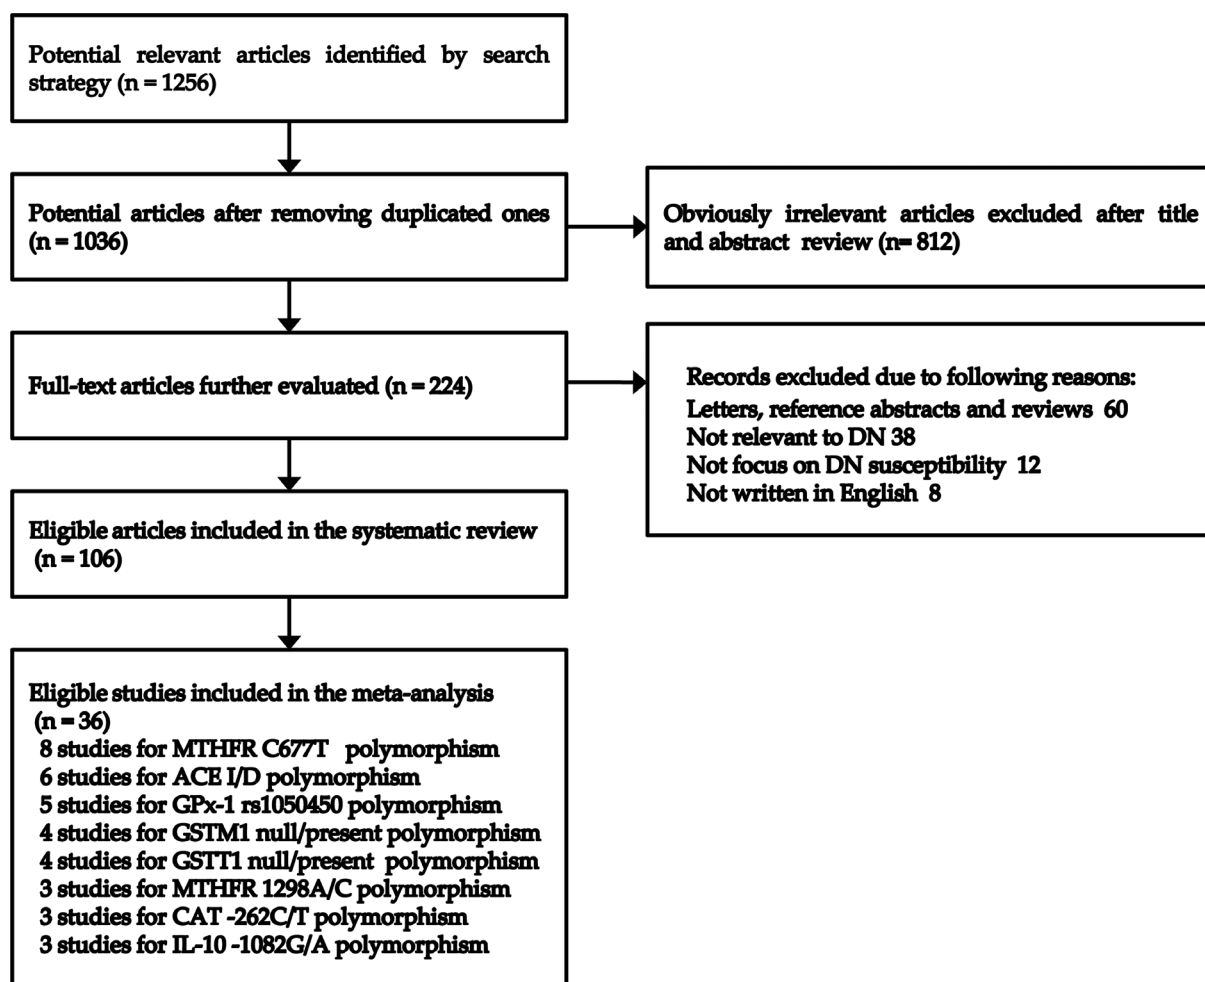 Potential relevant articles identified by search
strategy (n = 1256)
Potential articles after removing duplicated ones
(n = 1036)
Obviously irrelevant articles excluded after title
and abstract review (n= 812)
Full-text articles further evaluated (n = 224)
Records excluded due to following reasons:
Letters, reference abstracts and reviews 60
Not relevant to DN 38
Not focus on DN susceptibility 12
Not written in English 8
Eligible articles included in the systematic review
(n = 106)
Eligible studies included in the meta-analysis
(n = 36)
8 studies for MTHFR C677T polymorphism
6 studies for ACE I/D polymorphism
5 studies for GPx-1 rs1050450 polymorphism
4 studies for GSTM1 null/present polymorphism
4 studies for GSTT1 null/present polymorphism
3 studies for MTHFR 1298A/C polymorphism
3 studies for CAT -262C/T polymorphism
3 studies for IL-10 -1082G/A polymorphism